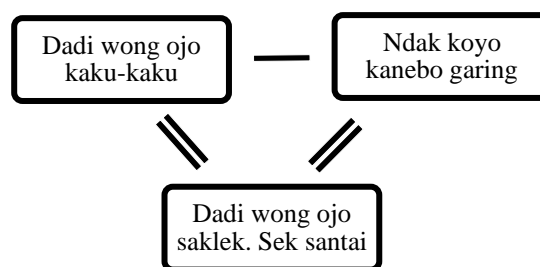 Dadi wong ojo
kaku-kaku
Ndak koyo
kanebo garing
Dadi wong ojo
saklek. Sek santai